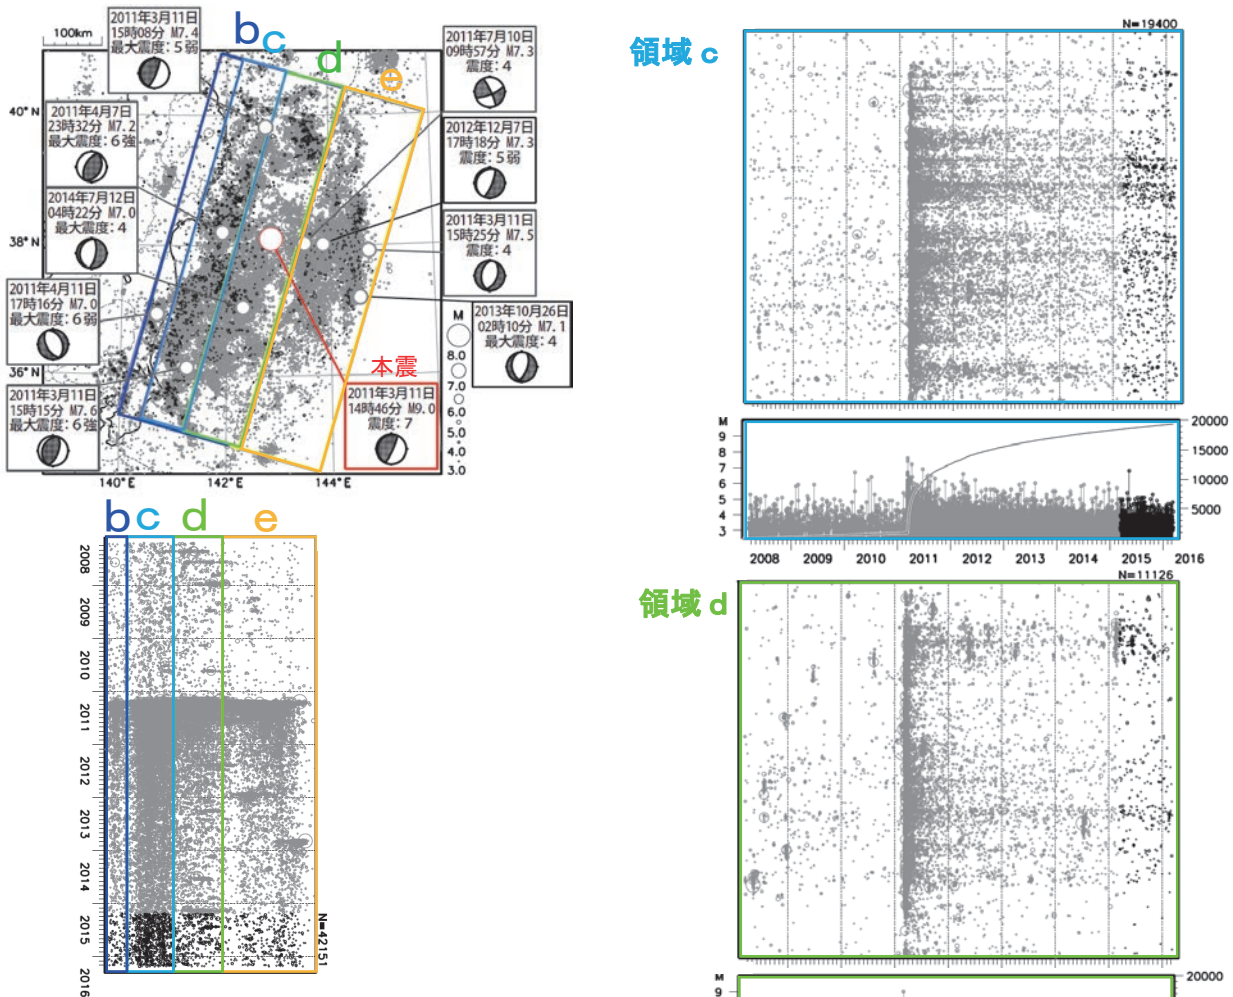 100km
b
c
d
e
2011年3月11日
15時08分 M7.4
最大震度：5弱
2011年4月7日
23時32分 M7.2
最大震度：6強
2014年7月12日
04時22分 M7.0
最大震度：4
2011年4月11日
17時16分 M7.0
最大震度：6弱
2011年3月11日
15時15分 M7.6
最大震度：6強
2011年7月10日
09時57分 M7.3
震度：4
2012年12月7日
17時18分 M7.3
震度：5弱
2011年3月11日
15時25分 M7.5
震度：4
2013年10月26日
02時10分 M7.1
最大震度：4
本震
2011年3月11日
14時46分 M9.0
震度：7
40°N
38°N
36°N
140°E
142°E
144°E
M
8.0
7.0
6.0
5.0
4.0
3.0
b c d e
2008
2009
2010
2011
2012
2013
2014
2015
2016
N=42151
領域 c
N=19400
M
9
8
7
6
5
4
3
20000
15000
10000
5000
2008 2009 2010 2011 2012 2013 2014 2015 2016
領域 d
N=11126
M
9
20000